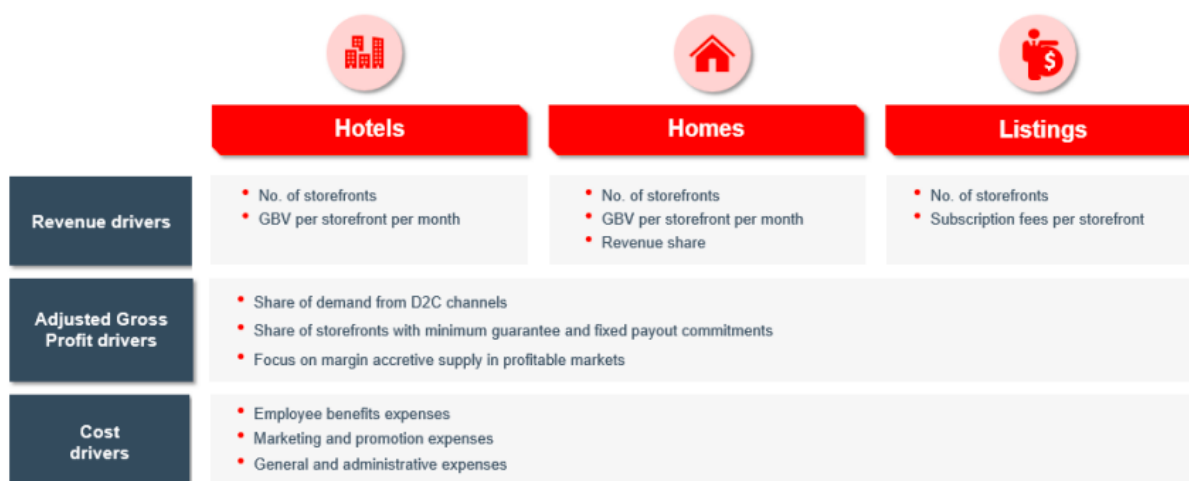 $
Hotels
Homes
Listings
Revenue drivers
• No. of storefronts
• GBV per storefront per month
• No. of storefronts
• GBV per storefront per month
• Revenue share
• No. of storefronts
• Subscription fees per storefront
Adjusted Gross
Profit drivers
• Share of demand from D2C channels
• Share of storefronts with minimum guarantee and fixed payout commitments
• Focus on margin accretive supply in profitable markets
Cost
drivers
• Employee benefits expenses
• Marketing and promotion expenses
• General and administrative expenses